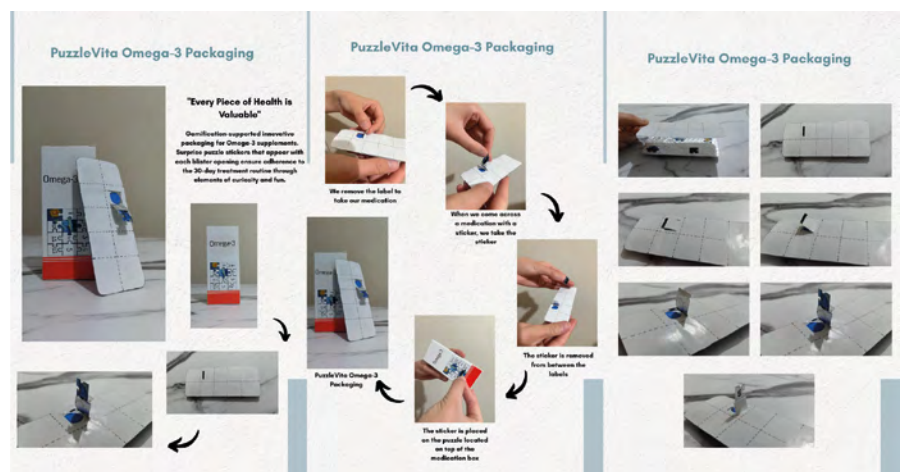 PuzzleVita Omega-3 Packaging
"Every Piece of Health is
Valuable"
Gemification-supported innovative
packaging for Omega-3 supplements.
Surprise puzzle stickers that appear with
each blister opening ensure adherence to
the 30-day treatment routine through
elements of curiosity and fun.
Omega-3
Omega-3
PuzzleVita Omega-3 Packaging
We remove the label to
take our medication
When we come across
a medication with a
sticker, we take the
sticker
The sticker is removed
from between the
labels
The sticker is placed
on the puzzle located
on top of the
medication box
Omega-3
PuzzleVita Omega-3
Packaging
PuzzleVita Omega-3 Packaging